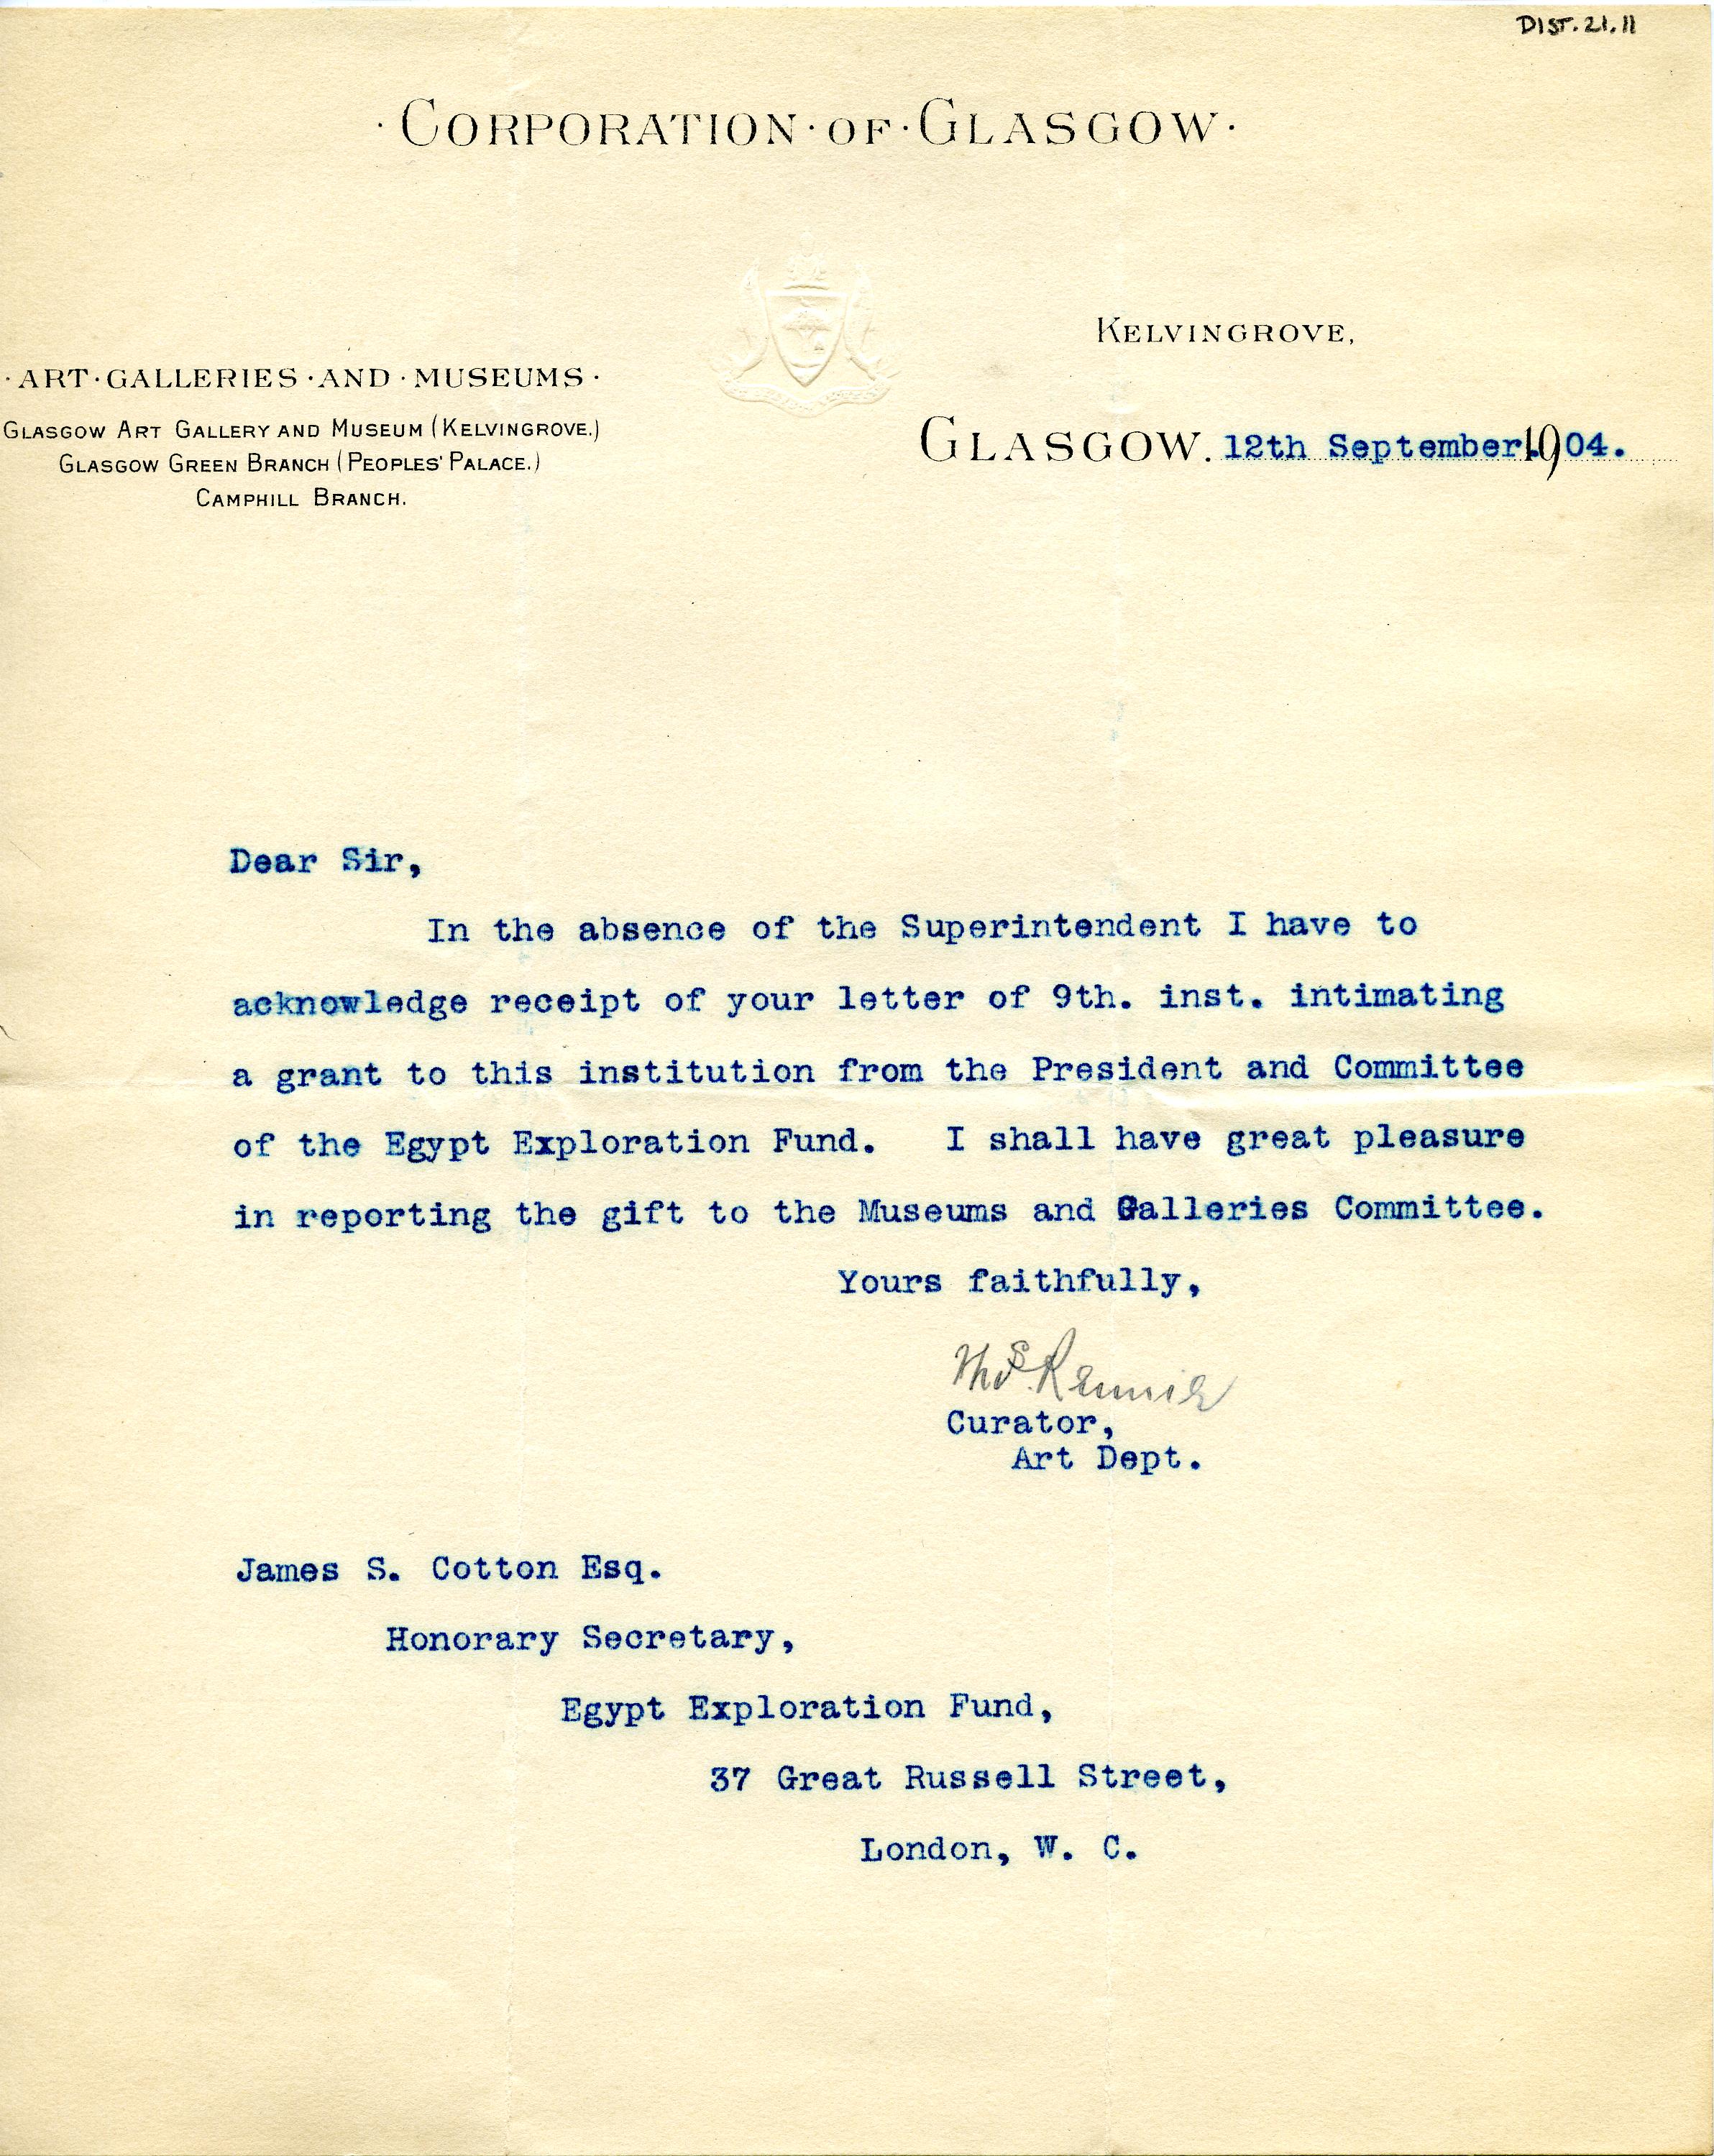 DIST.21.11
· CORPORATION · OF · GLASGOW ·
KELVINGROVE,
· ART · GALLERIES · AND · MUSEUMS ·
GLASGOW ART GALLERY AND MUSEUM (KELVINGROVE.)
GLASGOW GREEN BRANCH (PEOPLES' PALACE.)
CAMPHILL BRANCH.
GLASGOW. 12th September 1904.
Dear Sir,
In the absence of the Superintendent I have to
acknowledge receipt of your letter of 9th. inst. intimating
a grant to this institution from the President and Committee
of the Egypt Exploration Fund. I shall have great pleasure
in reporting the gift to the Museums and Galleries Committee.
Yours faithfully,
Thos. Rennie
Curator,
Art Dept.
James S. Cotton Esq.
Honorary Secretary,
Egypt Exploration Fund,
37 Great Russell Street,
London, W. C.